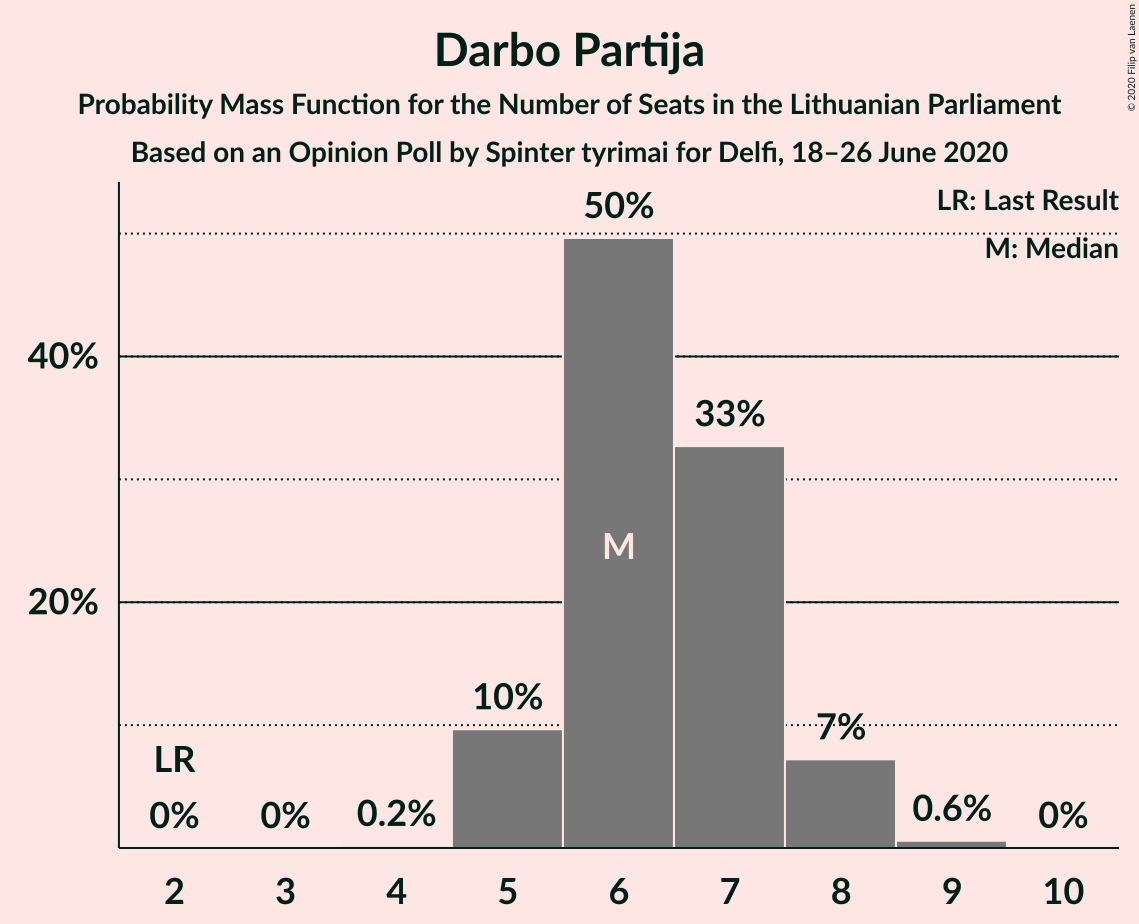 Darbo Partija
Probability Mass Function for the Number of Seats in the Lithuanian Parliament
Based on an Opinion Poll by Spinter tyrimai for Delfi, 18–26 June 2020
© 2020 Filip van Laenen
LR: Last Result
M: Median
50%
40%
33%
M
20%
10%
7%
LR
0%
0%
0.2%
0.6%
0%
2 3 4 5 6 7 8 9 10